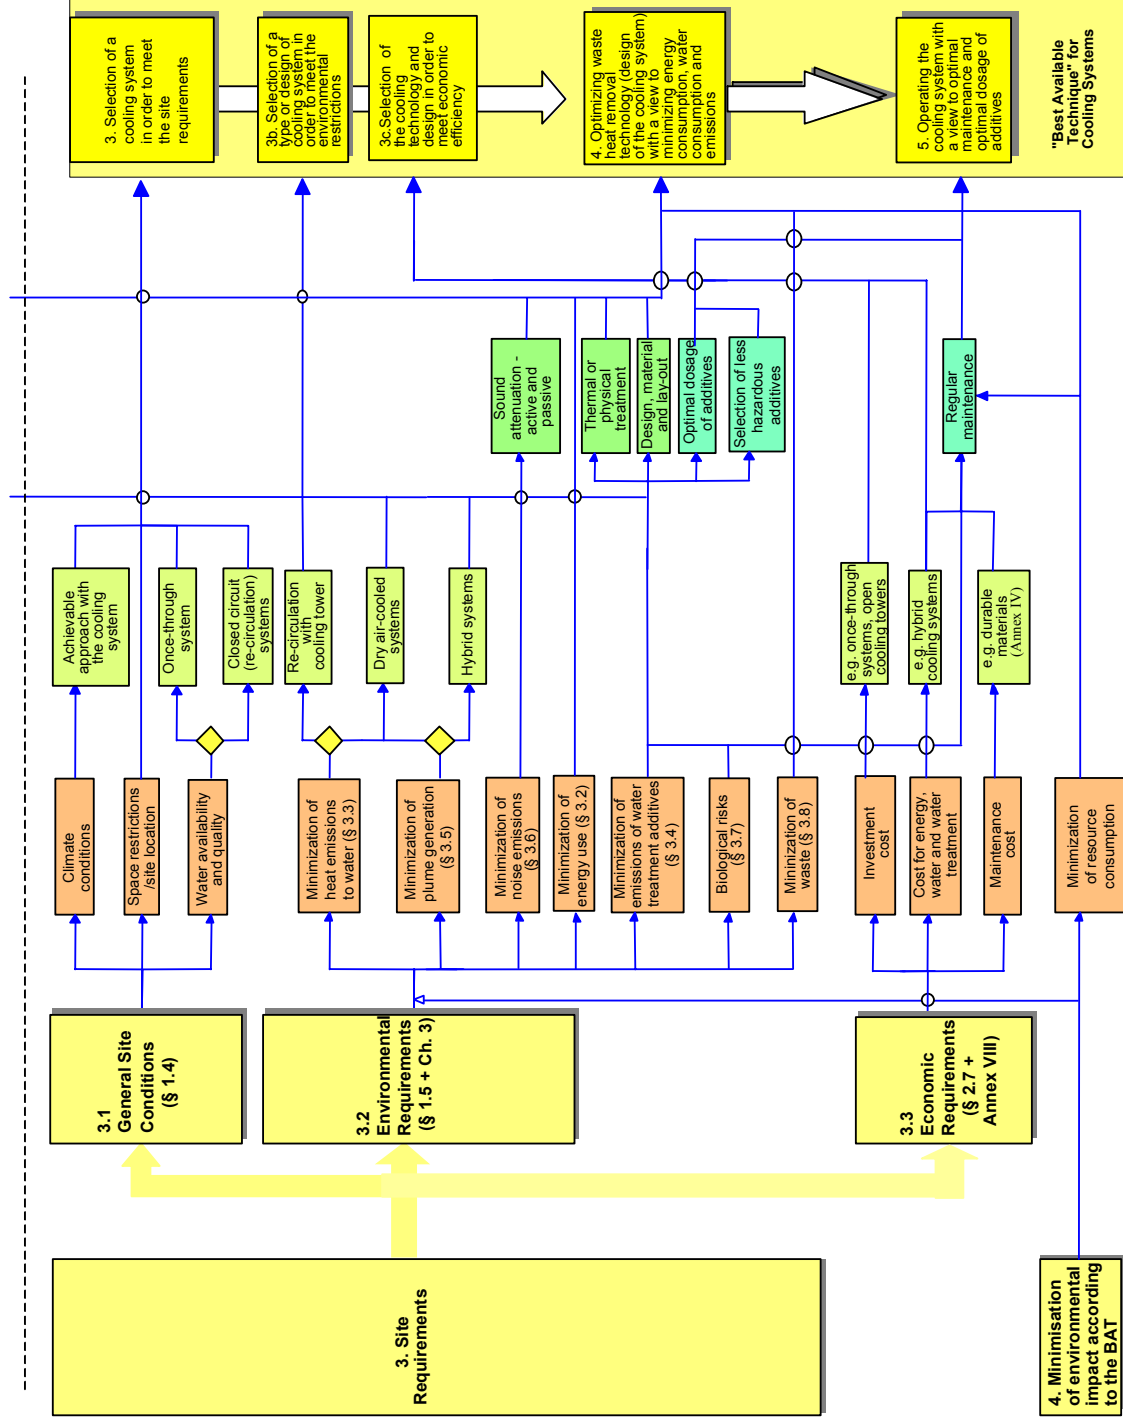 3. Site
Requirements
4. Minimisation
of environmental
impact according
to the BAT
3.1
General Site
Conditions
(§ 1.4)
3.2
Environmental
Requirements
(§ 1.5 + Ch. 3)
3.3
Economic
Requirements
(§ 2.7 +
Annex VIII)
Climate
conditions
Space restrictions
/site location
Water availability
and quality
Minimization of
heat emissions
to water (§ 3.3)
Minimization of
plume generation
(§ 3.5)
Minimization of
noise emissions
(§ 3.6)
Minimization of
energy use (§ 3.2)
Minimization of
emissions of water
treatment additives
(§ 3.4)
Biological risks
(§ 3.7)
Minization of
waste (§ 3.8)
Investment
cost
Cost for energy,
water and water
treatment
Maintenance
cost
Minimization
of resource
consumption
Achievable
approach with
the cooling
system
Once-through
system
Closed circuit
(re-circulation)
systems
Re-circulation
with
cooling tower
Dry air-cooled
systems
Hybrid systems
e.g. once-through
systems, open
cooling towers
e.g. hybrid
cooling systems
e.g. durable
materials
(Annex IV)
Sound
attenuation -
active and
passive
Thermal or
physical
treatment
Design, material
and lay-out
Optimal dosage
of additives
Selection of less
hazardous
additives
Regular
maintenance
3. Selection of a
cooling system
in order to meet
the site
requirements
3b. Selection of a
type or design of
cooling system in
order to meet the
environmental
restrictions
3c.Selection of
the cooling
technology and
design in order to
meet economic
efficiency
4. Optimizing waste
heat removal
technology (design
of the cooling system)
with a view to
minimizing energy
consumption, water
consumption and
emissions
5. Operating the
cooling system with
a view to optimal
maintenance and
optimal dosage of
additives
"Best Available
Technique" for
Cooling Systems